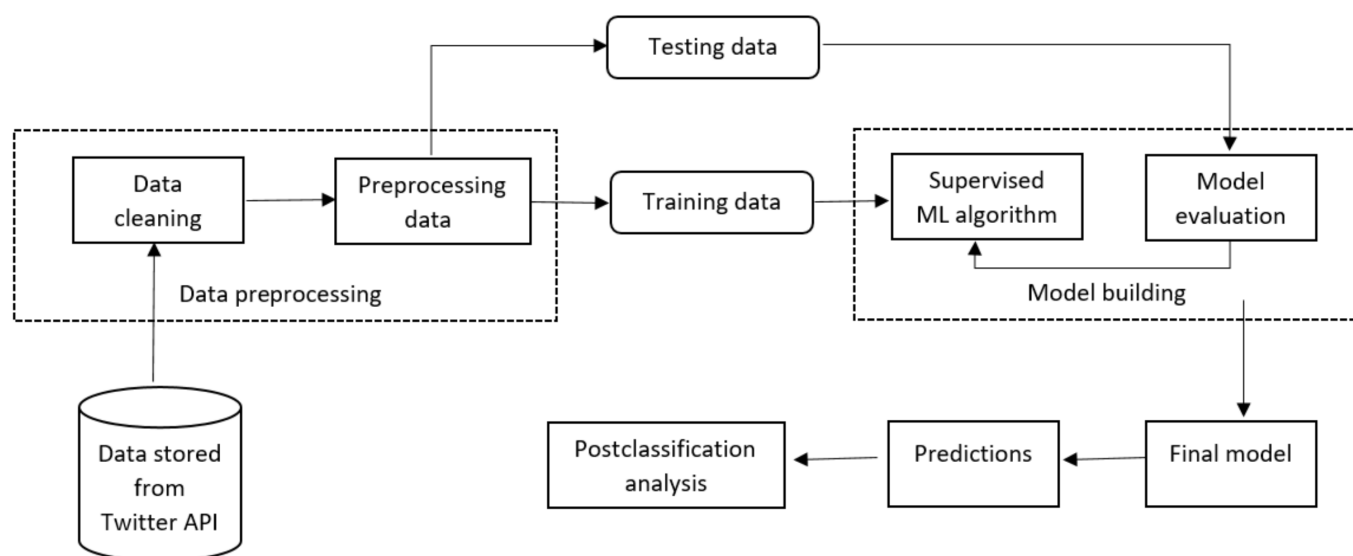 Testing data
Data
cleaning
Preprocessing
data
Training data
Supervised
ML algorithm
Model
evaluation
Data preprocessing
Model building
Data stored
from
Twitter API
Postclassification
analysis
Predictions
Final model